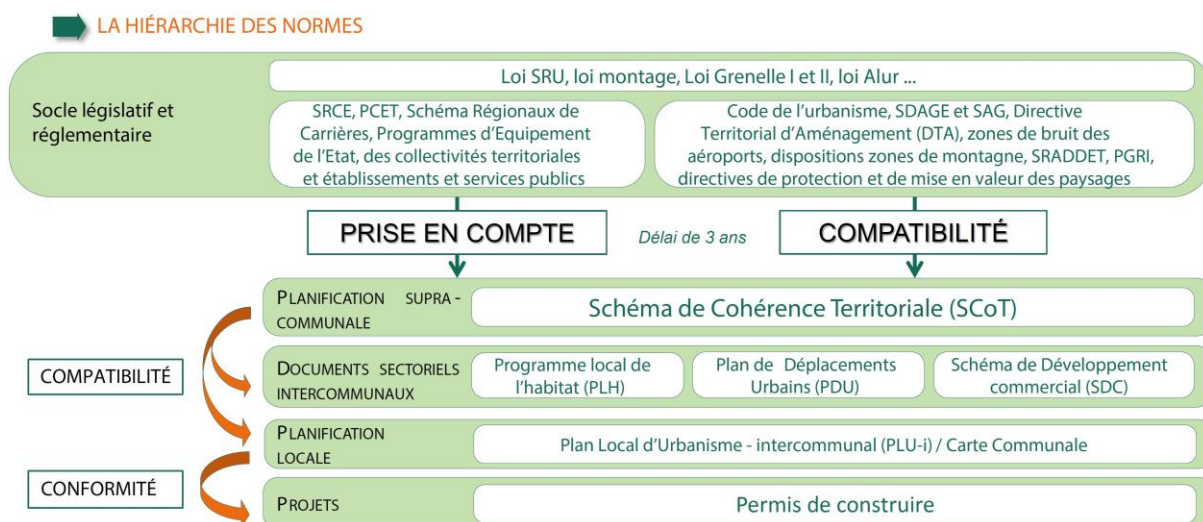 LA HIÉRARCHIE DES NORMES
Loi SRU, loi montage, Loi Grenelle I et II, loi Alur ...
Socle législatif et
réglementaire
SRCE, PCET, Schéma Régionaux de
Carrières, Programmes d'Equipement
de l'Etat, des collectivités territoriales
et établissements et services publics
Code de l'urbanisme, SDAGE et SAG, Directive
Territorial d'Aménagement (DTA), zones de bruit des
aéroports, dispositions zones de montagne, SRADDET, PGRI,
directives de protection et de mise en valeur des paysages
PRISE EN COMPTE
Délai de 3 ans
COMPATIBILITÉ
PLANIFICATION SUPRA-
COMMUNALE
Schéma de Cohérence Territoriale (SCoT)
COMPATIBILITÉ
DOCUMENTS SECTORIELS
INTERCOMMUNAUX
Programme local de
l'habitat (PLH)
Plan de Déplacements
Urbains (PDU)
Schéma de Développement
commercial (SDC)
PLANIFICATION
LOCALE
Plan Local d'Urbanisme - intercommunal (PLU-i) / Carte Communale
CONFORMITÉ
PROJETS
Permis de construire